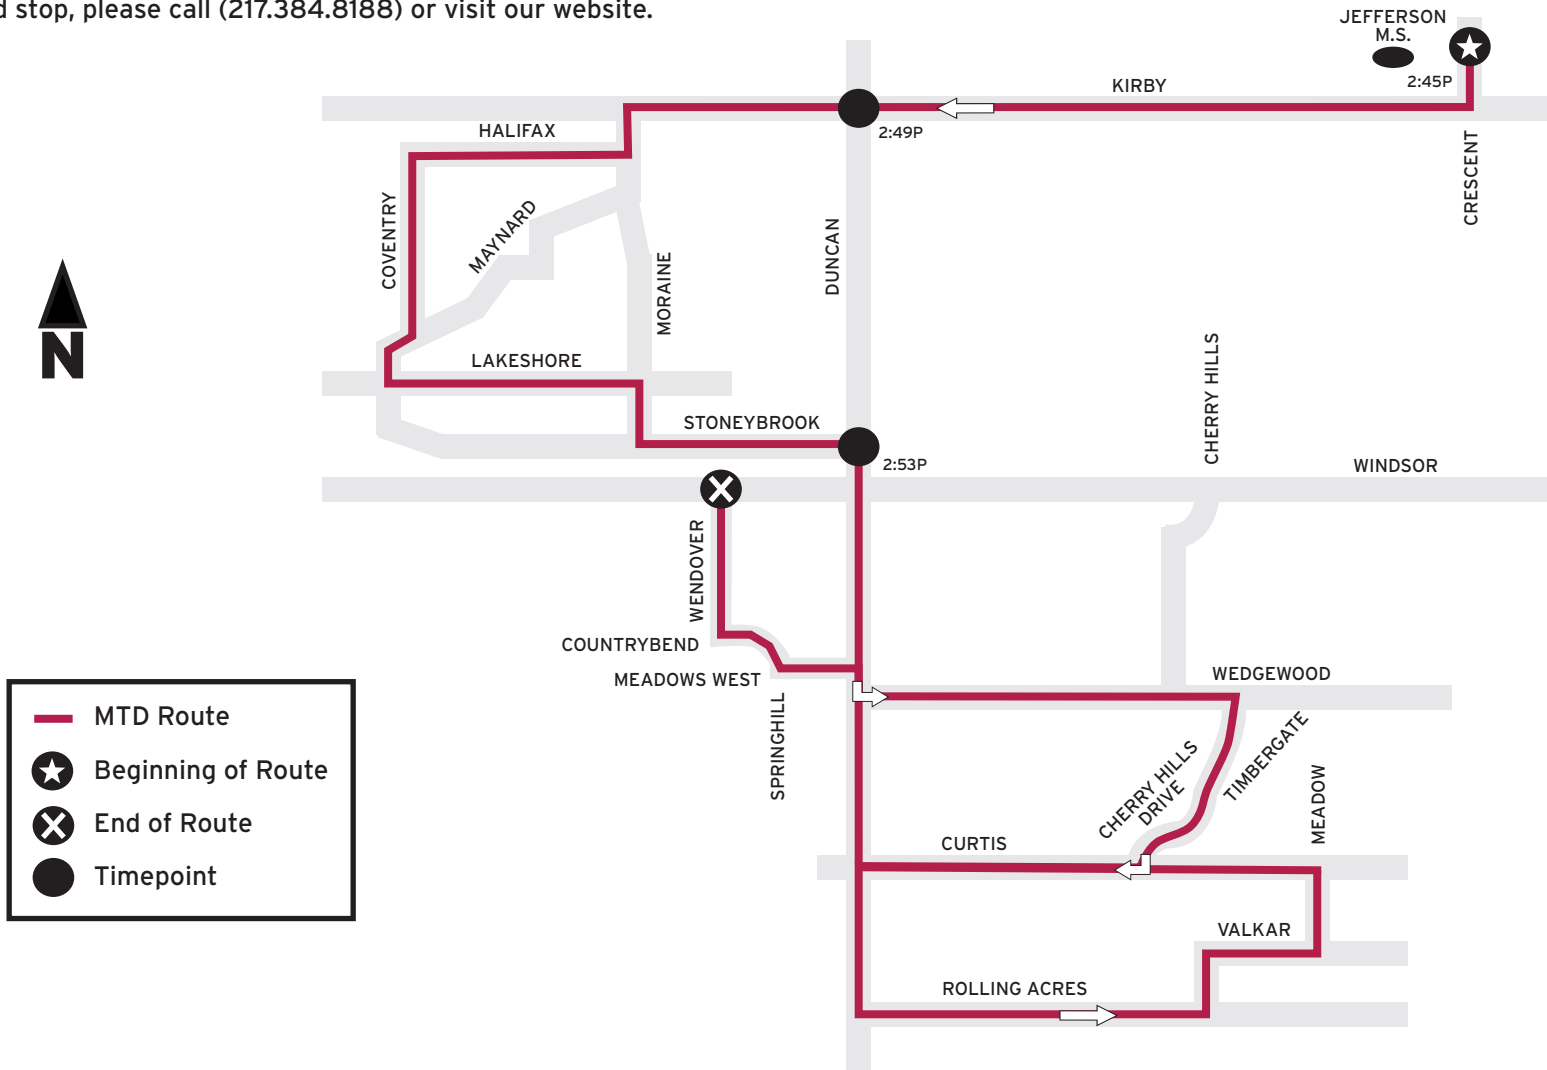 d stop, please call (217.384.8188) or visit our website.
JEFFERSON
M.S.
2:45P
KIRBY
2:49P
HALIFAX
CRESCENT
COVENTRY
MAYNARD
MORAINE
DUNCAN
N
LAKESHORE
STONEYBROOK
2:53P
CHERRY HILLS
WINDSOR
WENDOVER
COUNTRYBEND
MEADOWS WEST
SPRINGHILL
WEDGEWOOD
CHERRY HILLS
DRIVE
TIMBERGATE
MEADOW
CURTIS
VALKAR
ROLLING ACRES
MTD Route
Beginning of Route
End of Route
Timepoint